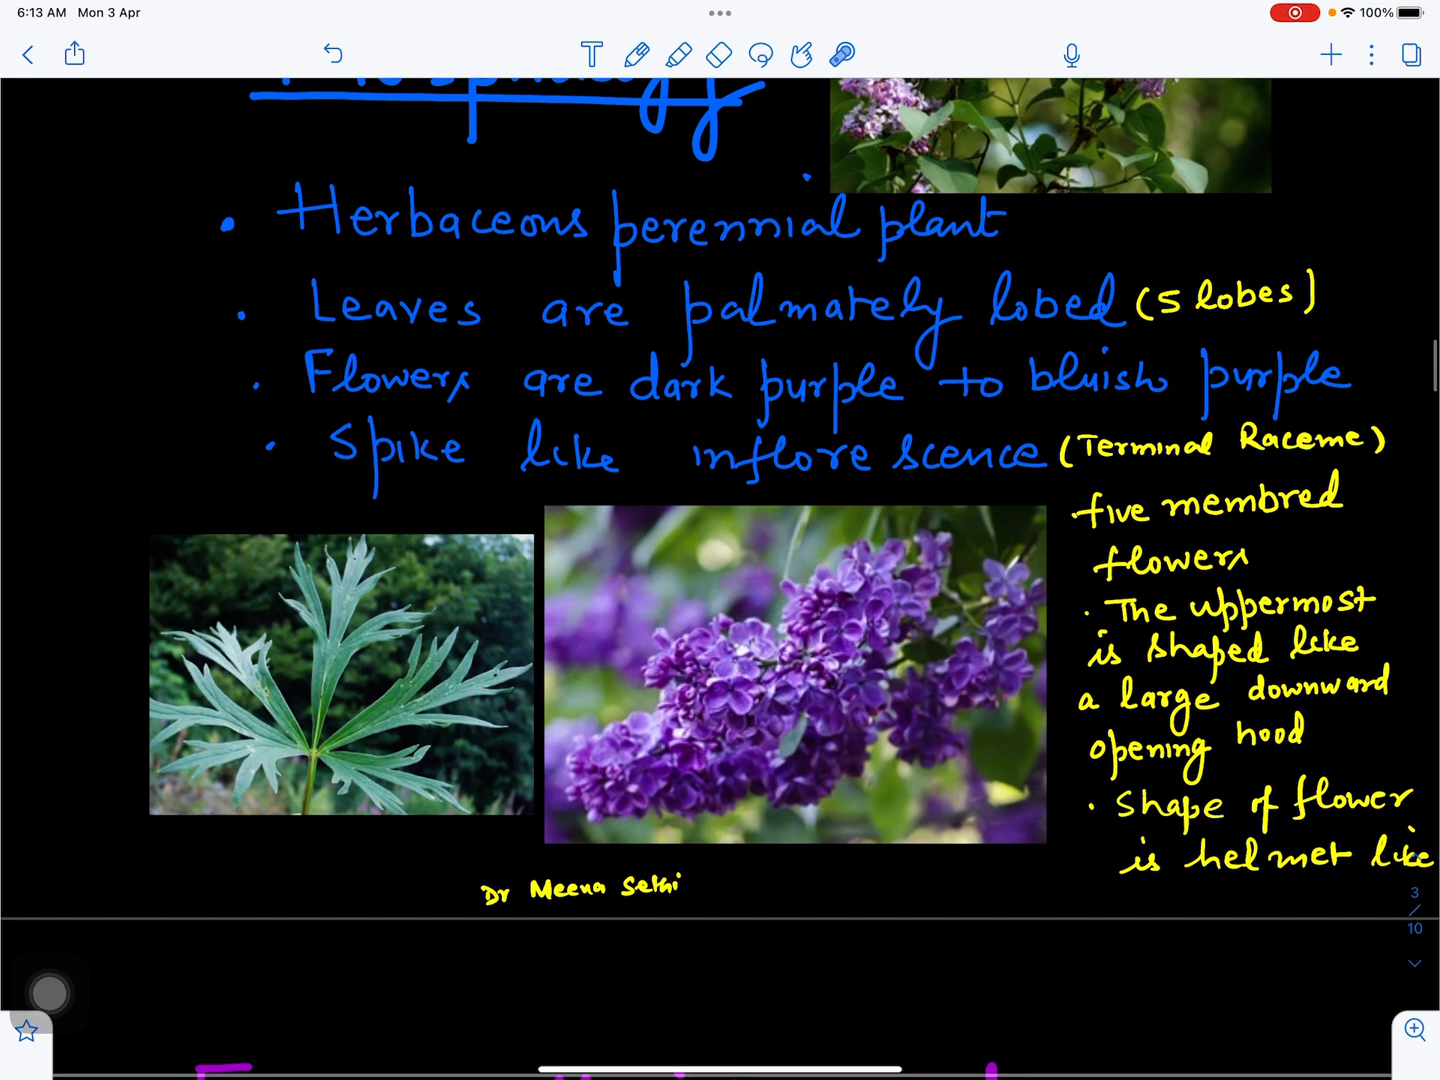 6:13 AM Mon 3 Apr
100%
Herbaceous perennial plant
Leaves are palmately lobed (5 lobes)
Flowers are dark purple to bluish purple
Spike like inflorescence (Terminal Raceme)
five membred
flowers
The uppermost
is shaped like
a large downward
opening hood
Shape of flower
is helmet like
Dr Meena Sethi
3
/
10